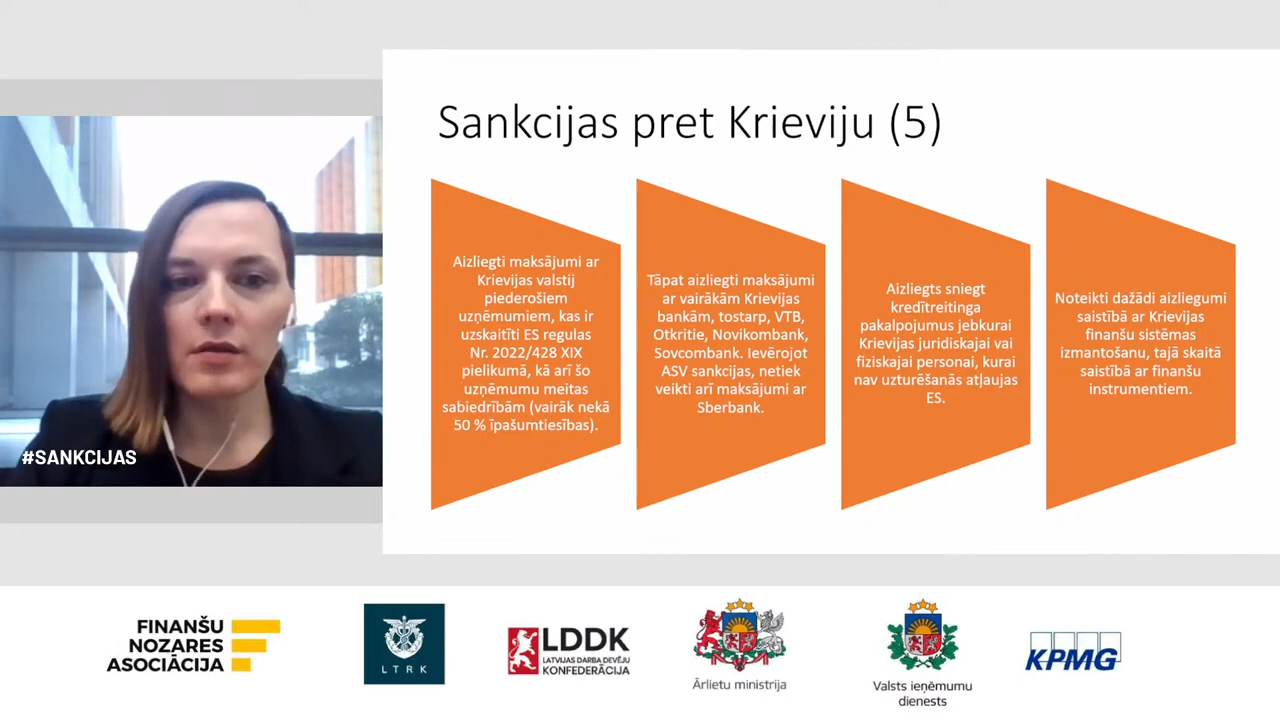 Sankcijas pret Krieviju (5)
Aizliegti maksājumi ar
Krievijas valstij
piederošiem
uzņēmumiem, kas ir
uzskaitīti ES regulas
Nr. 2022/428 XIX
pielikumā, kā arī šo
uzņēmumu meitas
sabiedrībām (vairāk nekā
50 % īpašumtiesības).
Tāpat aizliegti maksājumi
ar vairākām Krievijas
bankām, tostarp, VTB,
Otkritie, Novikombank,
Sovcombank. Ievērojot
ASV sankcijas, netiek
veikti arī maksājumi ar
Sberbank.
Aizliegts sniegt
kredītreitinga
pakalpojumus jebkurai
Krievijas juridiskajai vai
fiziskajai personai, kurai
nav uzturēšanās atļaujas
ES.
Noteikti dažādi aizliegumi
saistībā ar Krievijas
finanšu sistēmas
izmantošanu, tajā skaitā
saistībā ar finanšu
instrumentiem.
#SANKCIJAS
FINANŠU
NOZARES
ASOCIĀCIJA
LTRK
LDDK
LATVIJAS DARBA DEVĒJU
KONFEDERĀCIJA
Ārlietu ministrija
Valsts ieņēmumu
dienests
KPMG